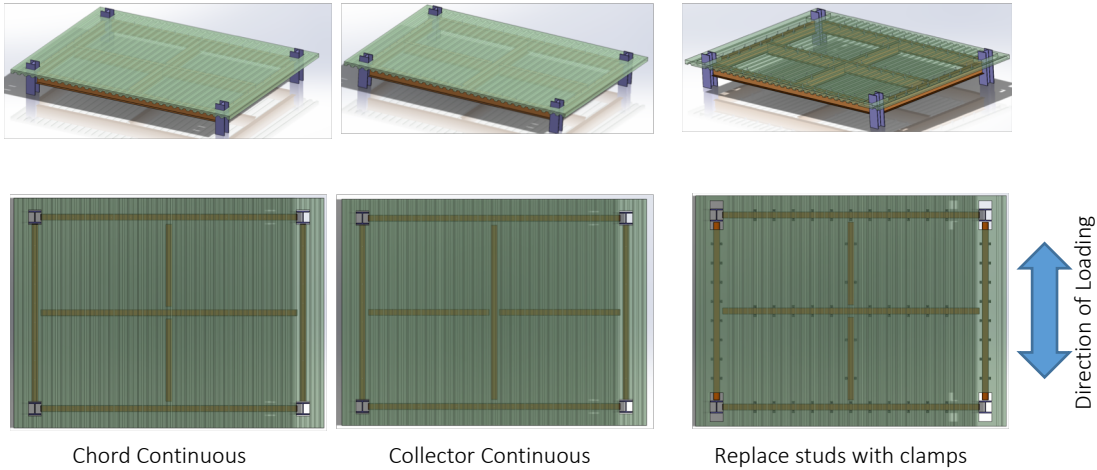 Direction of Loading
Chord Continuous
Collector Continuous
Replace studs with clamps